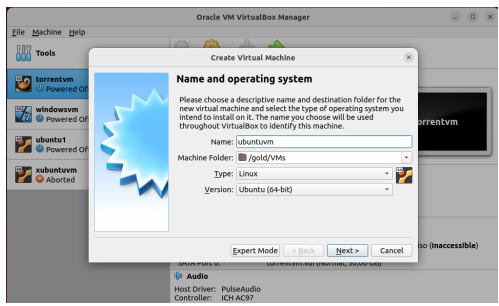 Oracle VM VirtualBox Manager
File Machine Help
Tools
torrentvm
Powered Of
windowsvm
Powered Of
ubuntu1
Powered Of
xubuntuvm
Aborted
Create Virtual Machine
Name and operating system
Please choose a descriptive name and destination folder for the
new virtual machine and select the type of operating system you
intend to install on it. The name you choose will be used
throughout VirtualBox to identify this machine.
Name: ubuntuvm
Machine Folder: /gold/VMs
Type: Linux
Version: Ubuntu (64-bit)
Expert Mode < Back Next > Cancel
orrentvm
iso (Inaccessible)
SATA Port 0: torrentvm.vdi (Normal, 50,00 GB)
Audio
Host Driver: PulseAudio
Controller: ICH AC97